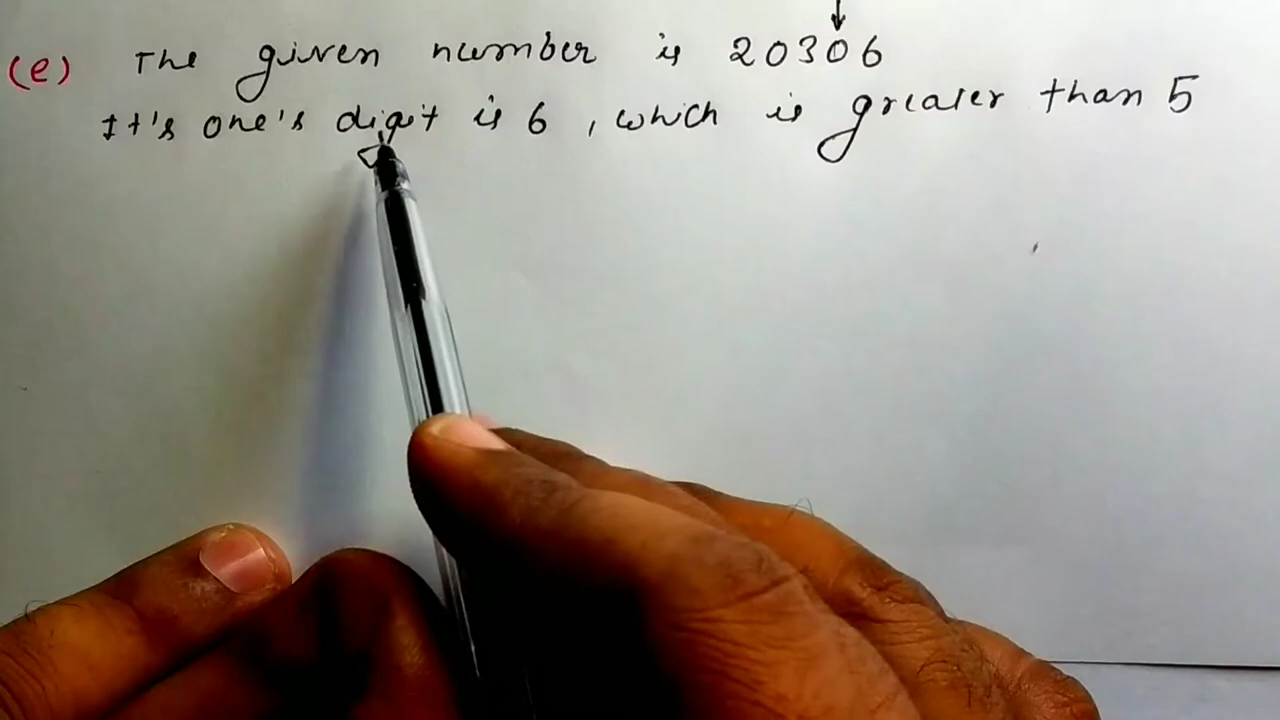 (e) The given number is 20306
It's one's digit is 6, which is greater than 5